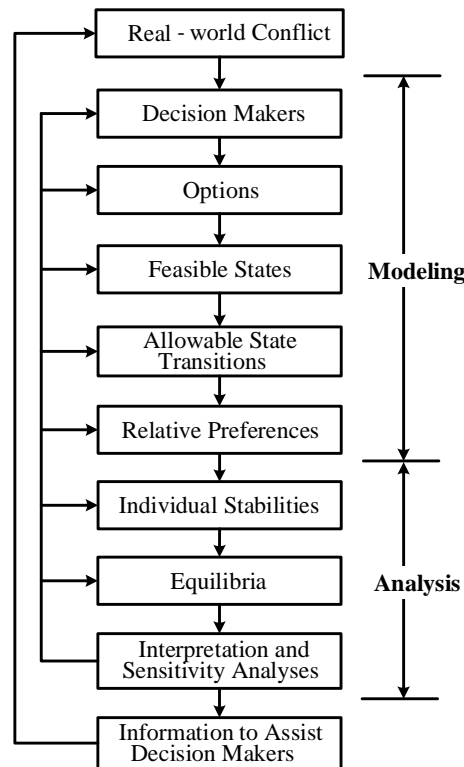 Real - world Conflict
Decision Makers
Options
Feasible States
Modeling
Allowable State
Transitions
Relative Preferences
Individual Stabilities
Equilibria
Analysis
Interpretation and
Sensitivity Analyses
Information to Assist
Decision Makers